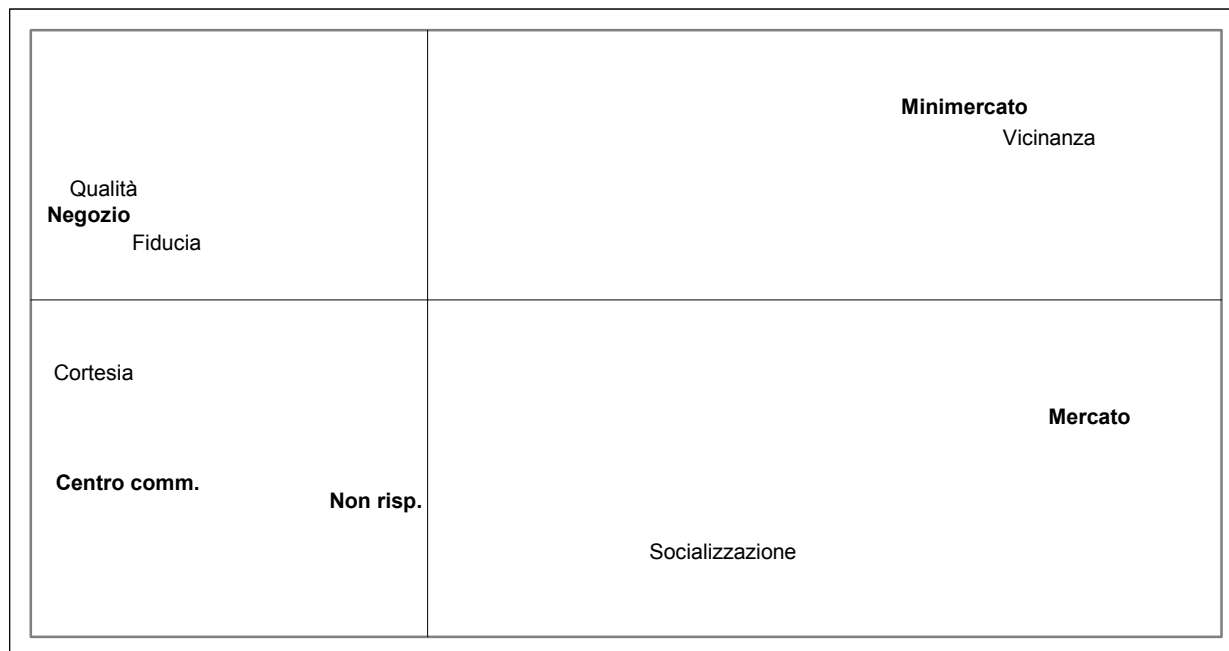 Minimercato
Vicinanza
Qualità
Negozio
Fiducia
Cortesia
Mercato
Centro comm.
Non risp.
Socializzazione